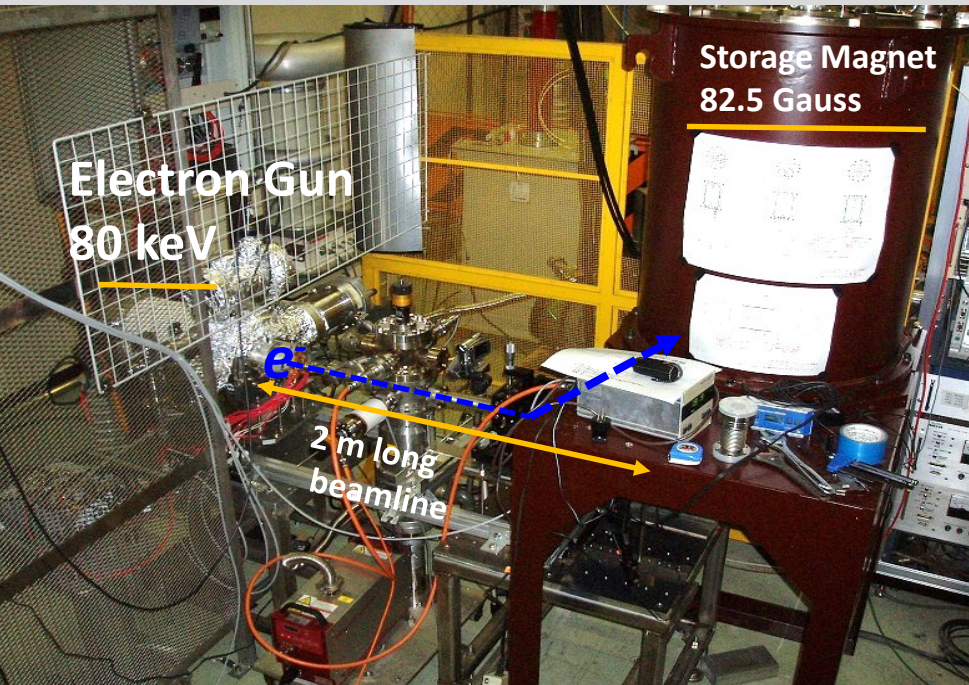 Storage Magnet
82.5 Gauss
Electron Gun
80 keV
e-
2 m long
beamline